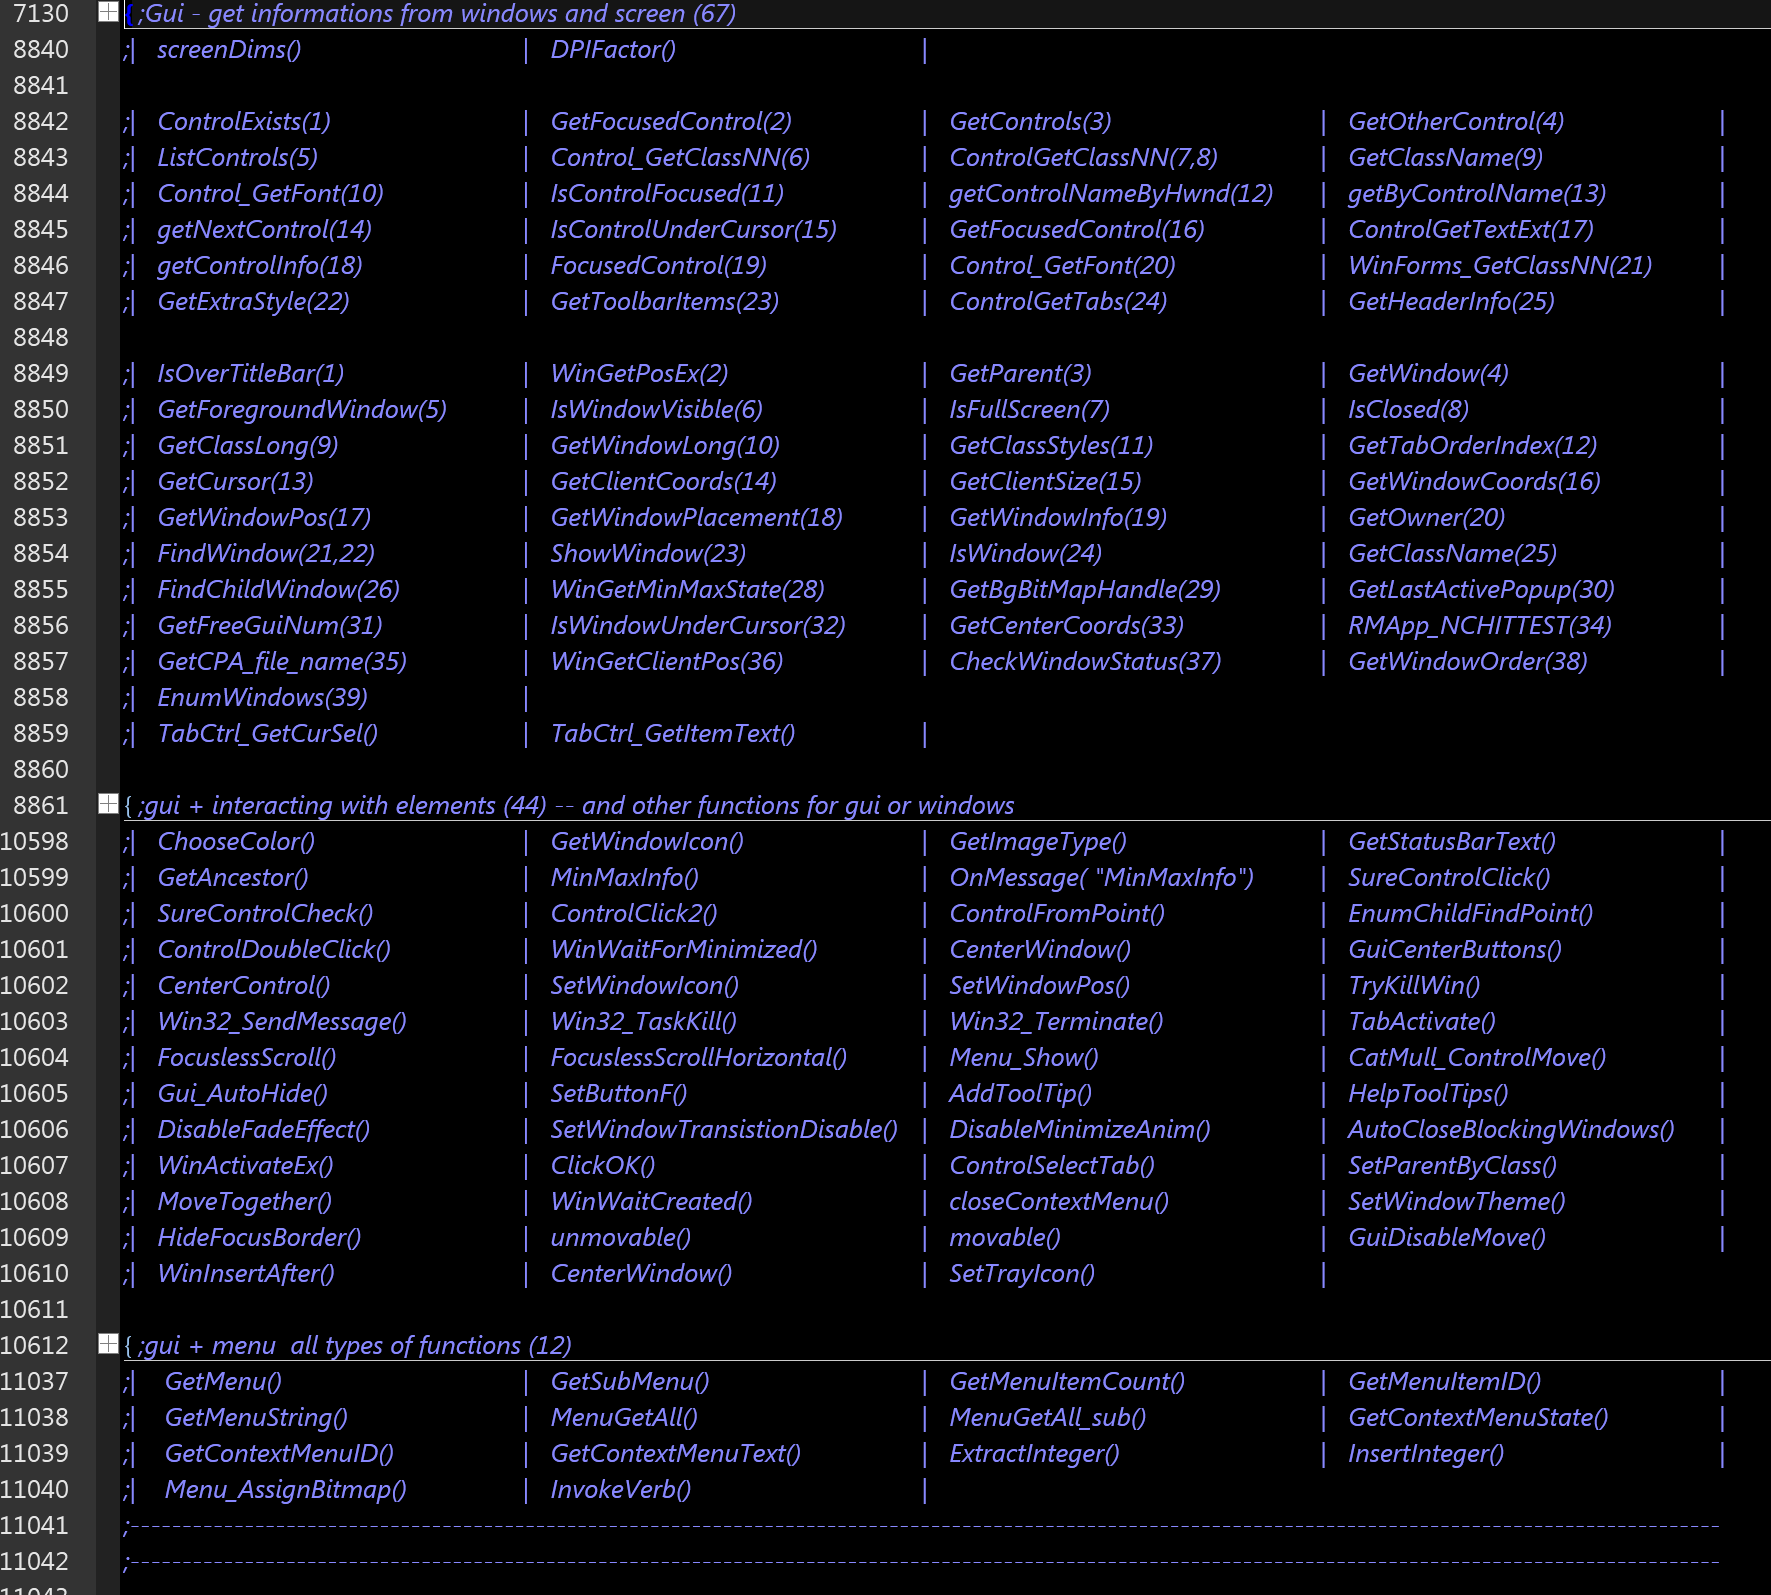 7130 { ;Gui - get informations from windows and screen (67)
8840 ;| screenDims() | DPIFactor() |
8841
8842 ;| ControlExists(1) | GetFocusedControl(2) | GetControls(3) | GetOtherControl(4) |
8843 ;| ListControls(5) | Control_GetClassNN(6) | ControlGetClassNN(7,8) | GetClassName(9) |
8844 ;| Control_GetFont(10) | IsControlFocused(11) | getControlNameByHwnd(12) | getByControlName(13) |
8845 ;| getNextControl(14) | IsControlUnderCursor(15) | GetFocusedControl(16) | ControlGetTextExt(17) |
8846 ;| getControlInfo(18) | FocusedControl(19) | Control_GetFont(20) | WinForms_GetClassNN(21) |
8847 ;| GetExtraStyle(22) | GetToolbarItems(23) | ControlGetTabs(24) | GetHeaderInfo(25) |
8848
8849 ;| IsOverTitleBar(1) | WinGetPosEx(2) | GetParent(3) | GetWindow(4) |
8850 ;| GetForegroundWindow(5) | IsWindowVisible(6) | IsFullScreen(7) | IsClosed(8) |
8851 ;| GetClassLong(9) | GetWindowLong(10) | GetClassStyles(11) | GetTabOrderIndex(12) |
8852 ;| GetCursor(13) | GetClientCoords(14) | GetClientSize(15) | GetWindowCoords(16) |
8853 ;| GetWindowPos(17) | GetWindowPlacement(18) | GetWindowInfo(19) | GetOwner(20) |
8854 ;| FindWindow(21,22) | ShowWindow(23) | IsWindow(24) | GetClassName(25) |
8855 ;| FindChildWindow(26) | WinGetMinMaxState(28) | GetBgBitMapHandle(29) | GetLastActivePopup(30) |
8856 ;| GetFreeGuiNum(31) | IsWindowUnderCursor(32) | GetCenterCoords(33) | RMApp_NCHITTEST(34) |
8857 ;| GetCPA_file_name(35) | WinGetClientPos(36) | CheckWindowStatus(37) | GetWindowOrder(38) |
8858 ;| EnumWindows(39) |
8859 ;| TabCtrl_GetCurSel() | TabCtrl_GetItemText() |
8860
8861 { ;gui + interacting with elements (44) -- and other functions for gui or windows
10598 ;| ChooseColor() | GetWindowIcon() | GetImageType() | GetStatusBarText() |
10599 ;| GetAncestor() | MinMaxInfo() | OnMessage( "MinMaxInfo") | SureControlClick() |
10600 ;| SureControlCheck() | ControlClick2() | ControlFromPoint() | EnumChildFindPoint() |
10601 ;| ControlDoubleClick() | WinWaitForMinimized() | CenterWindow() | GuiCenterButtons() |
10602 ;| CenterControl() | SetWindowIcon() | SetWindowPos() | TryKillWin() |
10603 ;| Win32_SendMessage() | Win32_TaskKill() | Win32_Terminate() | TabActivate() |
10604 ;| FocuslessScroll() | FocuslessScrollHorizontal() | Menu_Show() | CatMull_ControlMove() |
10605 ;| Gui_AutoHide() | SetButtonF() | AddToolTip() | HelpToolTips() |
10606 ;| DisableFadeEffect() | SetWindowTransistionDisable() | DisableMinimizeAnim() | AutoCloseBlockingWindows() |
10607 ;| WinActivateEx() | ClickOK() | ControlSelectTab() | SetParentByClass() |
10608 ;| MoveTogether() | WinWaitCreated() | closeContextMenu() | SetWindowTheme() |
10609 ;| HideFocusBorder() | unmovable() | movable() | GuiDisableMove() |
10610 ;| WinInsertAfter() | CenterWindow() | SetTrayIcon() |
10611
10612 { ;gui + menu  all types of functions (12)
11037 ;| GetMenu() | GetSubMenu() | GetMenuItemCount() | GetMenuItemID() |
11038 ;| GetMenuString() | MenuGetAll() | MenuGetAll_sub() | GetContextMenuState() |
11039 ;| GetContextMenuID() | GetContextMenuText() | ExtractInteger() | InsertInteger() |
11040 ;| Menu_AssignBitmap() | InvokeVerb() |
11041 ;----------------------------------------------------------------
11042 ;----------------------------------------------------------------